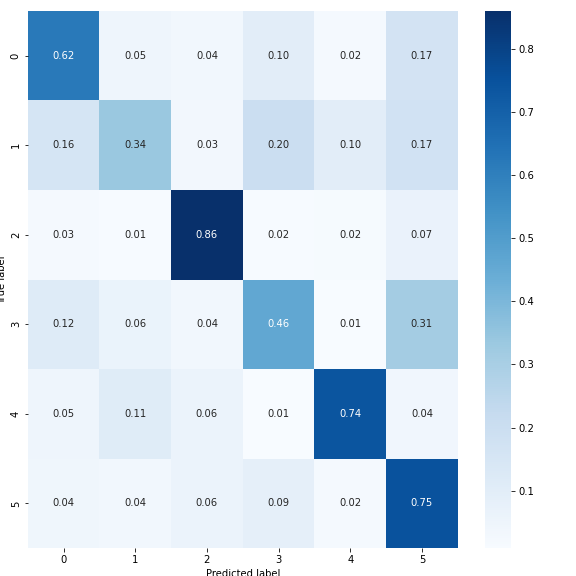 0 0.62 0.05 0.04 0.10 0.02 0.17
1 0.16 0.34 0.03 0.20 0.10 0.17
2 0.03 0.01 0.86 0.02 0.02 0.07
3 0.12 0.06 0.04 0.46 0.01 0.31
4 0.05 0.11 0.06 0.01 0.74 0.04
5 0.04 0.04 0.06 0.09 0.02 0.75
0 1 2 3 4 5
Predicted label
True label
0.8
0.7
0.6
0.5
0.4
0.3
0.2
0.1